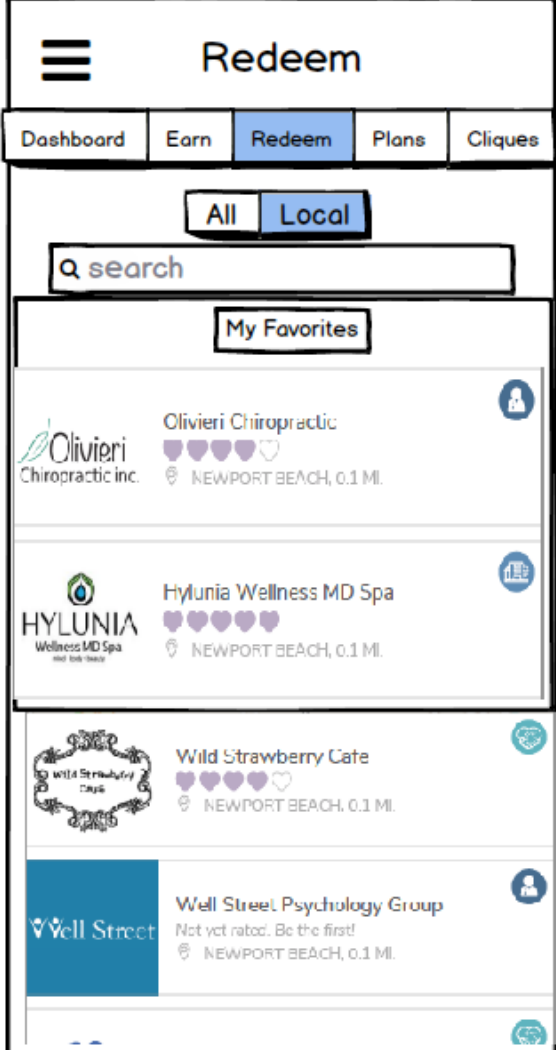 Redeem
Dashboard Earn Redeem Plans Cliques
All Local
search
My Favorites
Olivieri
Chiropractic inc.
Olivieri Chiropractic
NEWPORT BEACH, 0.1 MI.
HYLUNIA
Wellness MD Spa
Hylunia Wellness MD Spa
NEWPORT BEACH, 0.1 MI.
Wild Strawberry
Cafe
Wild Strawberry Cafe
NEWPORT BEACH, 0.1 MI.
Well Street
Well Street Psychology Group
Not yet rated. Be the first!
NEWPORT BEACH, 0.1 MI.